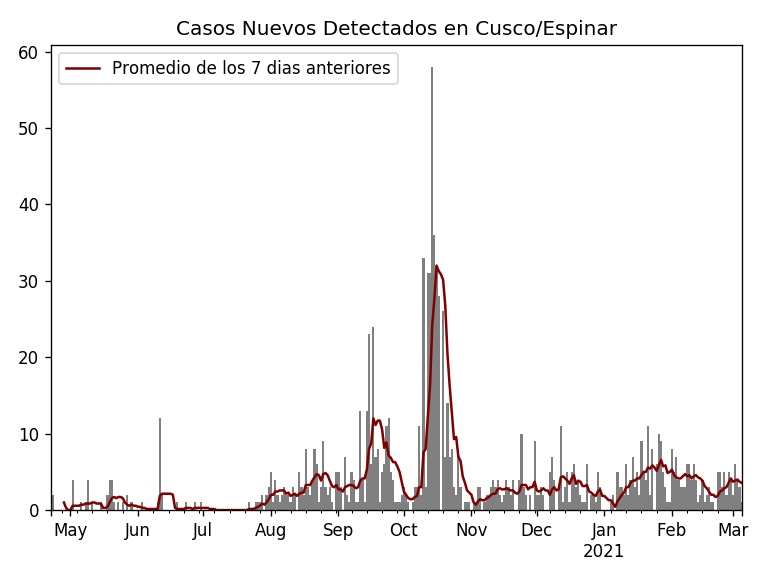 Casos Nuevos Detectados en Cusco/Espinar
Promedio de los 7 dias anteriores
60
50
40
30
20
10
0
May Jun Jul Aug Sep Oct Nov Dec Jan Feb Mar
2021